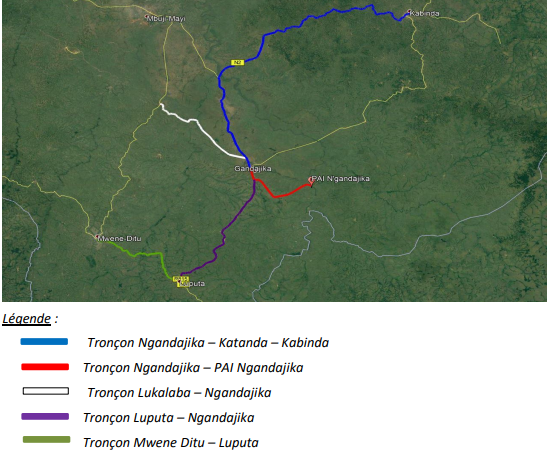 Mbuji-Mayi
Kabinda
N2
Gandajika
PAI N'gandajika
Mwene-Ditu
Luputa
Légende :
Tronçon Ngandajika – Katanda – Kabinda
Tronçon Ngandajika – PAI Ngandajika
Tronçon Lukalaba – Ngandajika
Tronçon Luputa – Ngandajika
Tronçon Mwene Ditu – Luputa